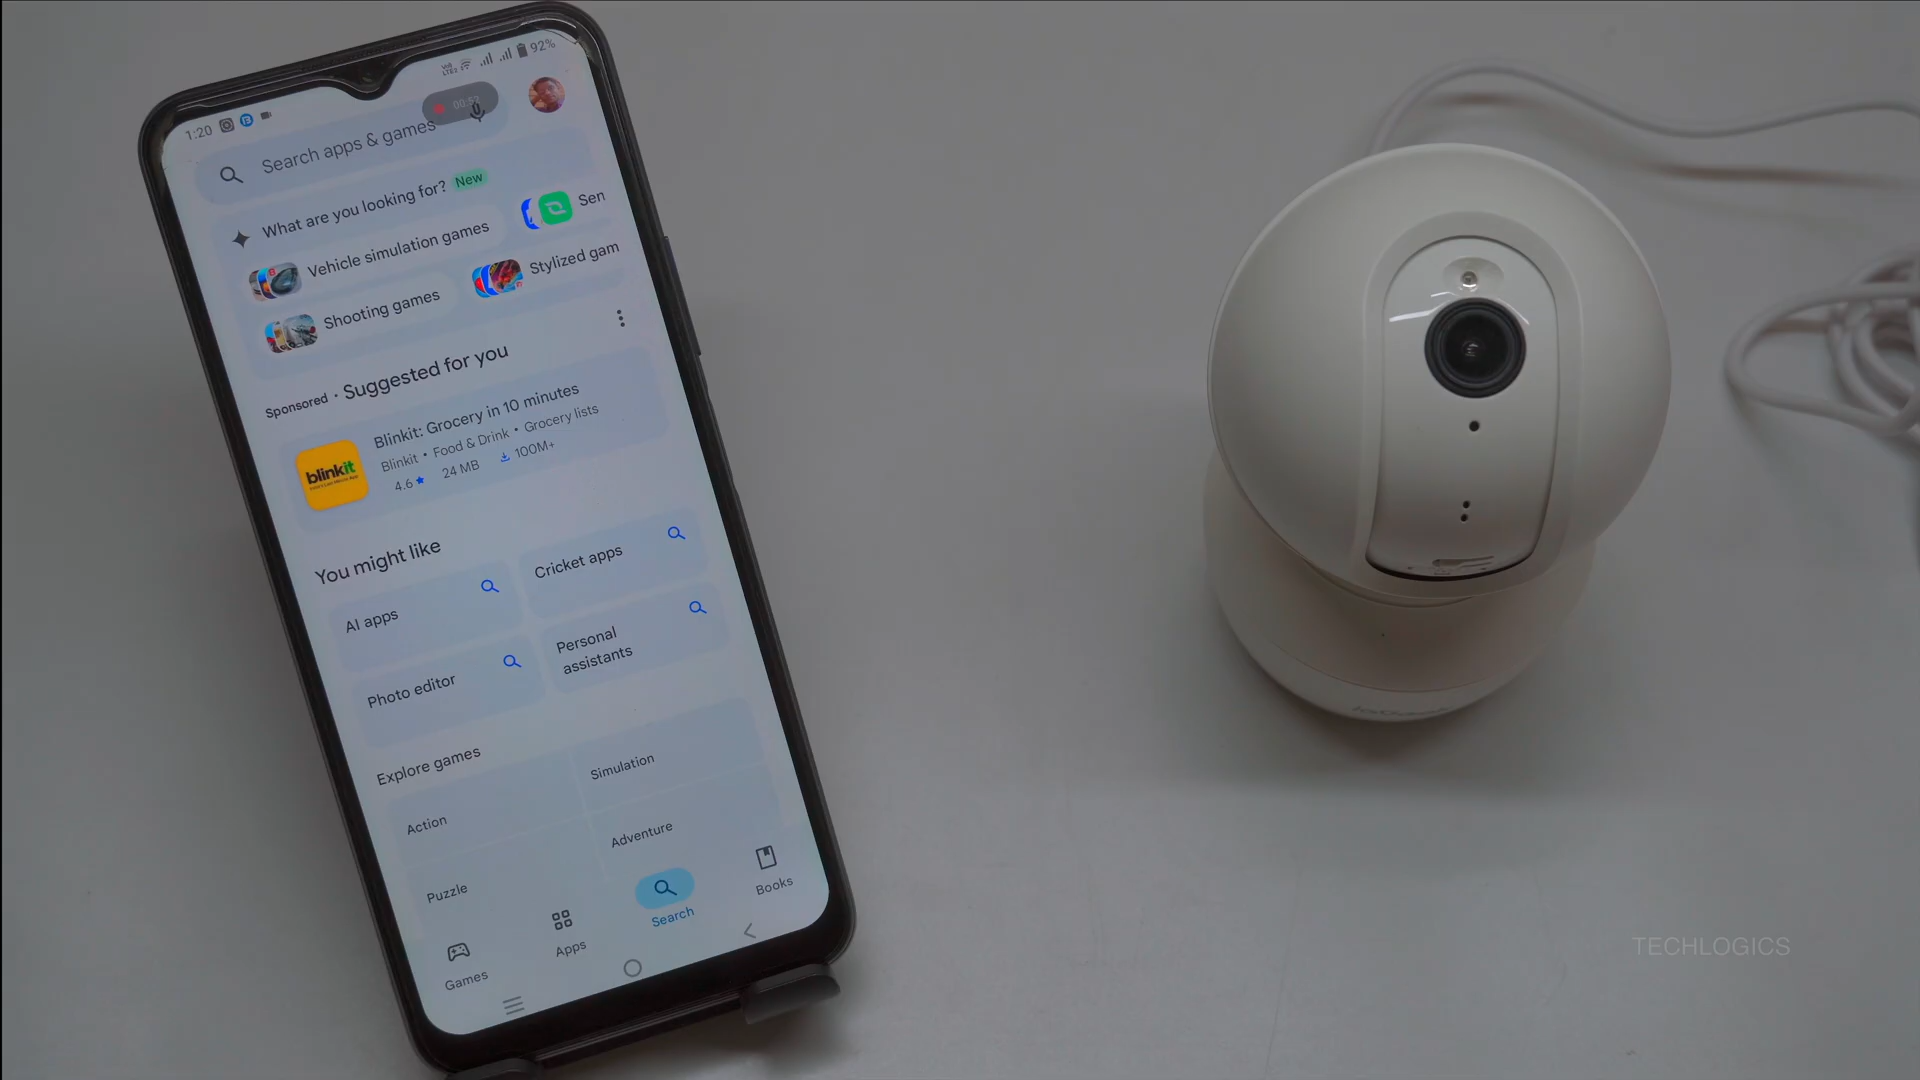 1:20
92%
Search apps & games
What are you looking for? New
Vehicle simulation games
Sen
Shooting games
Stylized gam
Sponsored · Suggested for you
blinkit
Blinkit: Grocery in 10 minutes
Blinkit • Food & Drink • Grocery lists
4.6★ 24 MB 100M+
You might like
AI apps
Cricket apps
Photo editor
Personal
assistants
Explore games
Action
Simulation
Puzzle
Adventure
Games
Apps
Search
Books
TECHLOGICS